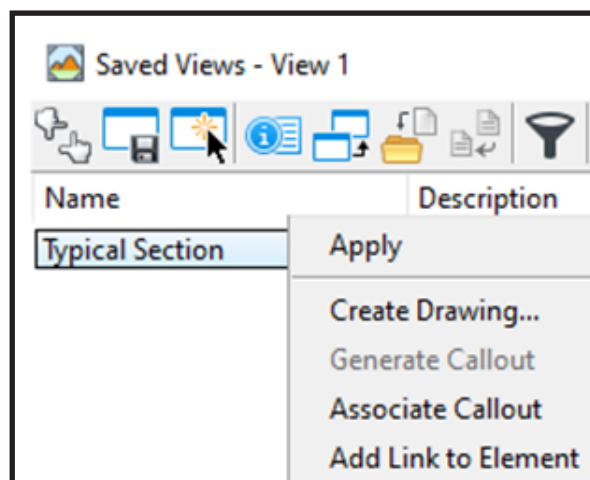 Saved Views - View 1
Name Description
Typical Section
Apply
Create Drawing...
Generate Callout
Associate Callout
Add Link to Element